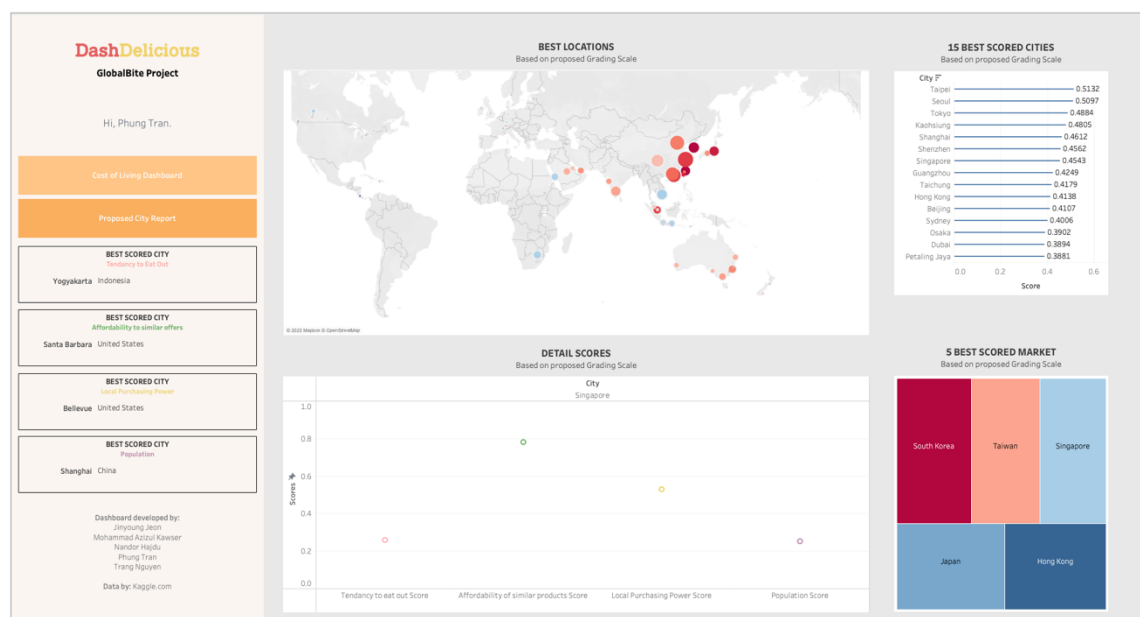 DashDelicious
GlobalBite Project
Hi, Phung Tran.
Cost of Living Dashboard
Proposed City Report
BEST SCORED CITY
Tendency to Eat Out
Yogyakarta Indonesia
BEST SCORED CITY
Affordability to similar offers
Santa Barbara United States
BEST SCORED CITY
Local Purchasing Power
Bellevue United States
BEST SCORED CITY
Population
Shanghai China
Dashboard developed by:
Jinyoung Jeon
Mohammad Azizul Kawser
Nandor Hajdu
Phung Tran
Trang Nguyen
Data by: Kaggle.com
BEST LOCATIONS
Based on proposed Grading Scale
© 2023 Mapbox © OpenStreetMap
15 BEST SCORED CITIES
Based on proposed Grading Scale
City
Taipei 0.5132
Seoul 0.5097
Tokyo 0.4884
Kaohsiung 0.4805
Shanghai 0.4612
Shenzhen 0.4562
Singapore 0.4543
Guangzhou 0.4249
Taichung 0.4179
Hong Kong 0.4138
Beijing 0.4107
Sydney 0.4006
Osaka 0.3902
Dubai 0.3894
Petaling Jaya 0.3881
0.0 0.2 0.4 0.6
Score
DETAIL SCORES
Based on proposed Grading Scale
City
Singapore
1.0
0.8
0.6
0.4
0.2
0.0
Scores
Tendency to eat out Score Affordability of similar products Score Local Purchasing Power Score Population Score
5 BEST SCORED MARKET
Based on proposed Grading Scale
South Korea Taiwan Singapore
Japan Hong Kong